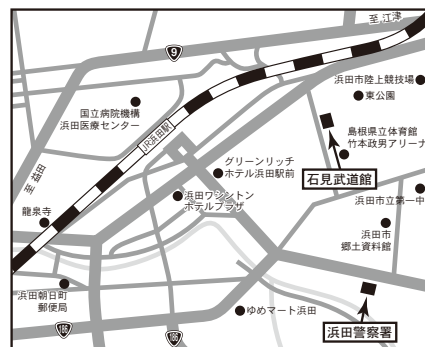 至 江津
9
浜田市陸上競技場
東公園
国立病院機構
浜田医療センター
JR浜田駅
島根県立体育館
竹本政男アリーナ
グリーンリッチ
ホテル浜田駅前
石見武道館
至 益田
浜田ワシントン
ホテルプラザ
浜田市立第一中
龍泉寺
浜田市
郷土資料館
浜田朝日町
郵便局
186
186
ゆめマート浜田
浜田警察署